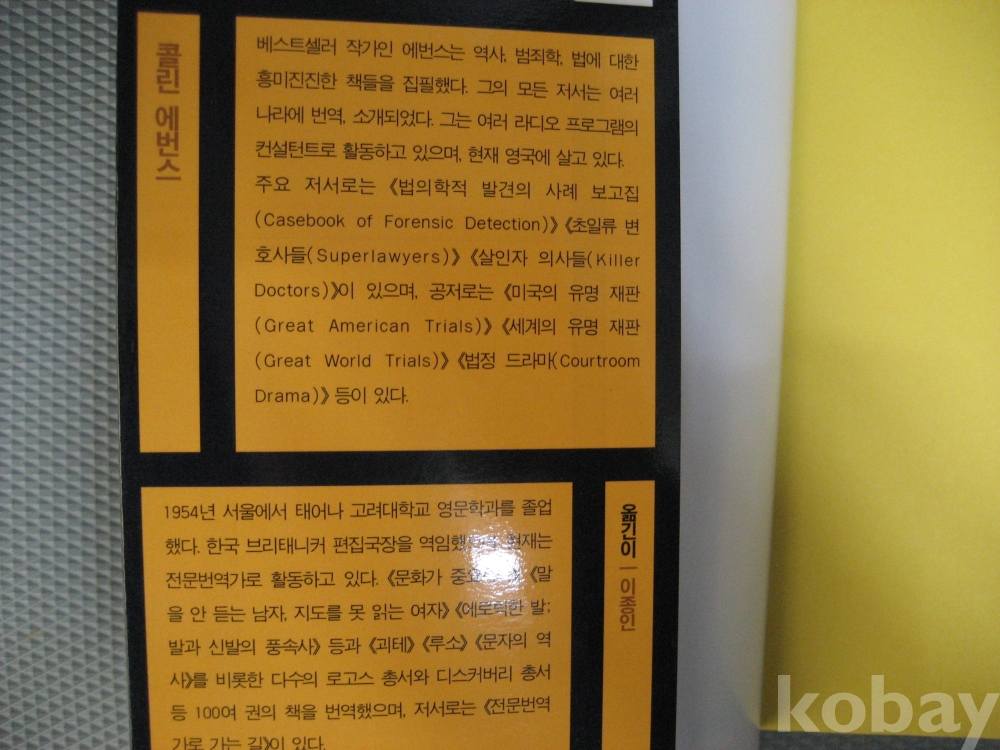 콜린 에번스
베스트셀러 작가인 에번스는 역사, 범죄학, 법에 대한
흥미진진한 책들을 집필했다. 그의 모든 저서는 여러
나라에 번역, 소개되었다. 그는 여러 라디오 프로그램의
컨설턴트로 활동하고 있으며, 현재 영국에 살고 있다.
주요 저서로는 《법의학적 발견의 사례 보고집
(Casebook of Forensic Detection)》《초일류 변
호사들(Superlawyers)》《살인자 의사들(Killer
Doctors)》이 있으며, 공저로는 《미국의 유명 재판
(Great American Trials)》《세계의 유명 재판
(Great World Trials)》《법정 드라마(Courtroom
Drama)》 등이 있다.
옮긴이 | 이종인
1954년 서울에서 태어나 고려대학교 영문학과를 졸업
했다. 한국 브리태니커 편집국장을 현재는
전문번역가로 활동하고 있다. 《문화가 《말
을 안 듣는 남자, 지도를 못 읽는 여자》《에로틱한 발;
발과 신발의 풍속사》 등과 《괴테》《루소》《문자의 역
사》를 비롯한 다수의 로고스 총서와 디스커버리 총서
등 100여 권의 책을 번역했으며, 저서로는 《전문번역
가로 가는 길》이 있다.
kobay